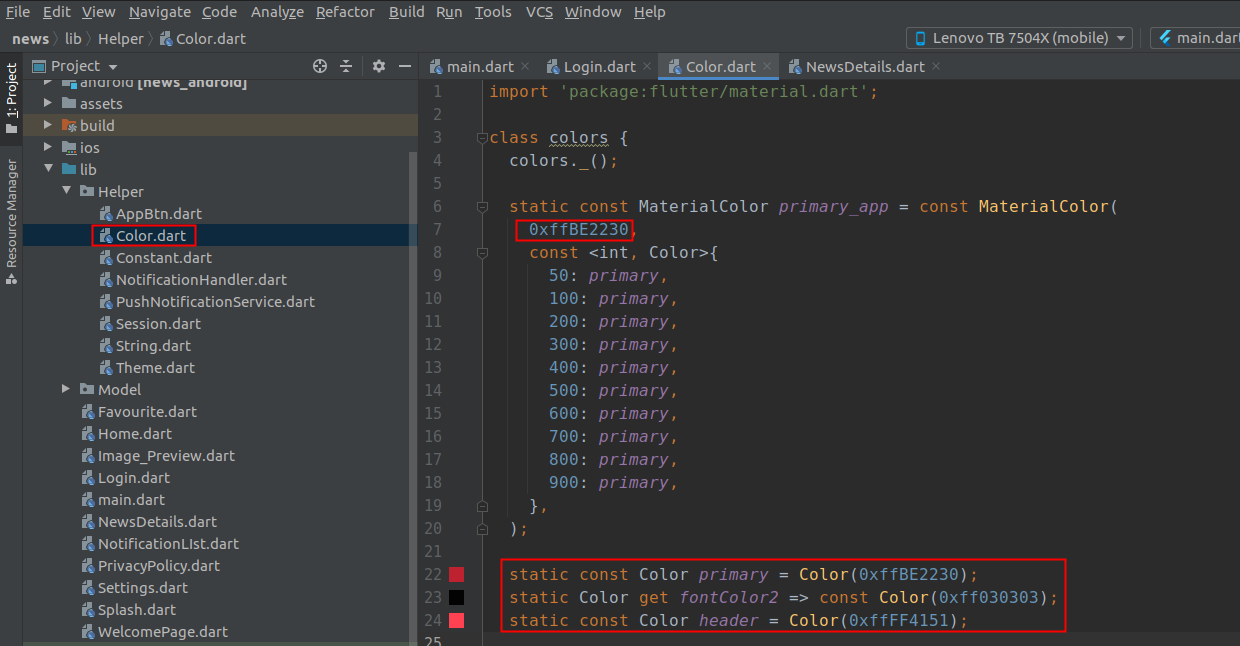 File Edit View Navigate Code Analyze Refactor Build Run Tools VCS Window Help
news lib Helper Color.dart
Lenovo TB 7504X (mobile)
main.dart
1: Project
Resource Manager
Project
android [news_android]
assets
build
ios
lib
Helper
AppBtn.dart
Color.dart
Constant.dart
NotificationHandler.dart
PushNotificationService.dart
Session.dart
String.dart
Theme.dart
Model
Favourite.dart
Home.dart
Image_Preview.dart
Login.dart
main.dart
NewsDetails.dart
NotificationLIst.dart
PrivacyPolicy.dart
Settings.dart
Splash.dart
WelcomePage.dart
main.dart Login.dart Color.dart NewsDetails.dart
1 import 'package:flutter/material.dart';
2
3 class colors {
4 colors._();
5
6 static const MaterialColor primary_app = const MaterialColor(
7 0xffBE2230,
8 const <int, Color>{
9 50: primary,
10 100: primary,
11 200: primary,
12 300: primary,
13 400: primary,
14 500: primary,
15 600: primary,
16 700: primary,
17 800: primary,
18 900: primary,
19 },
20 );
21
22 static const Color primary = Color(0xffBE2230);
23 static Color get fontColor2 => const Color(0xff030303);
24 static const Color header = Color(0xffFF4151);
25